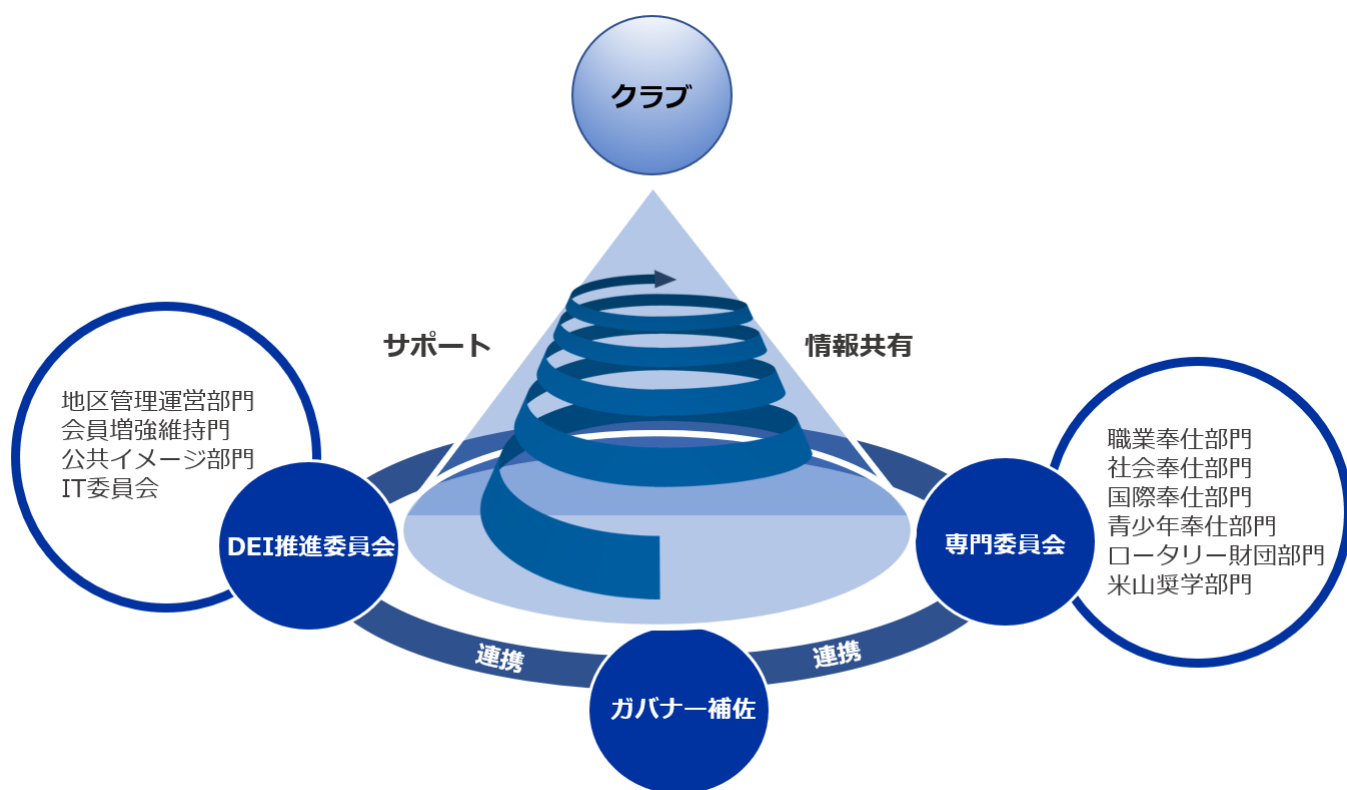 クラブ
サポート
情報共有
地区管理運営部門
会員増強維持門
公共イメージ部門
IT委員会
DEI推進委員会
職業奉仕部門
社会奉仕部門
国際奉仕部門
青少年奉仕部門
ロータリー財団部門
米山奨学部門
専門委員会
連携
連携
ガバナー補佐